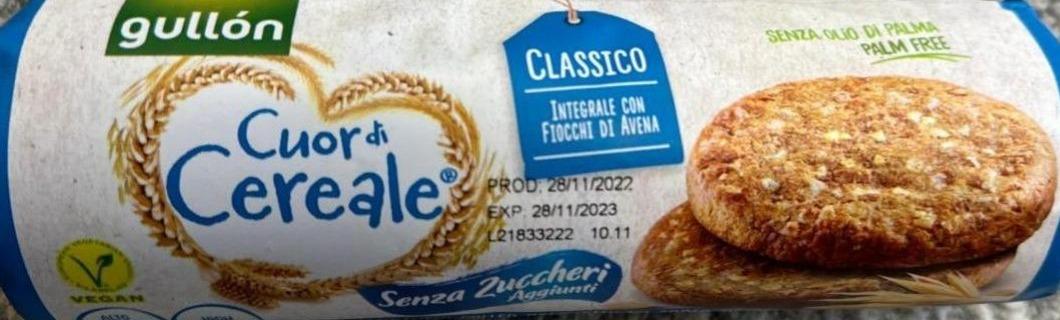 gullón
CLASSICO
INTEGRALE CON
FIOCCHI DI AVENA
SENZA OLIO DI PALMA
PALM FREE
Cuor di
Cereale®
PROD: 28/11/2022
EXP: 28/11/2023
L21833222 10.11
Senza Zuccheri
Aggiunti
VEGAN
ALTO